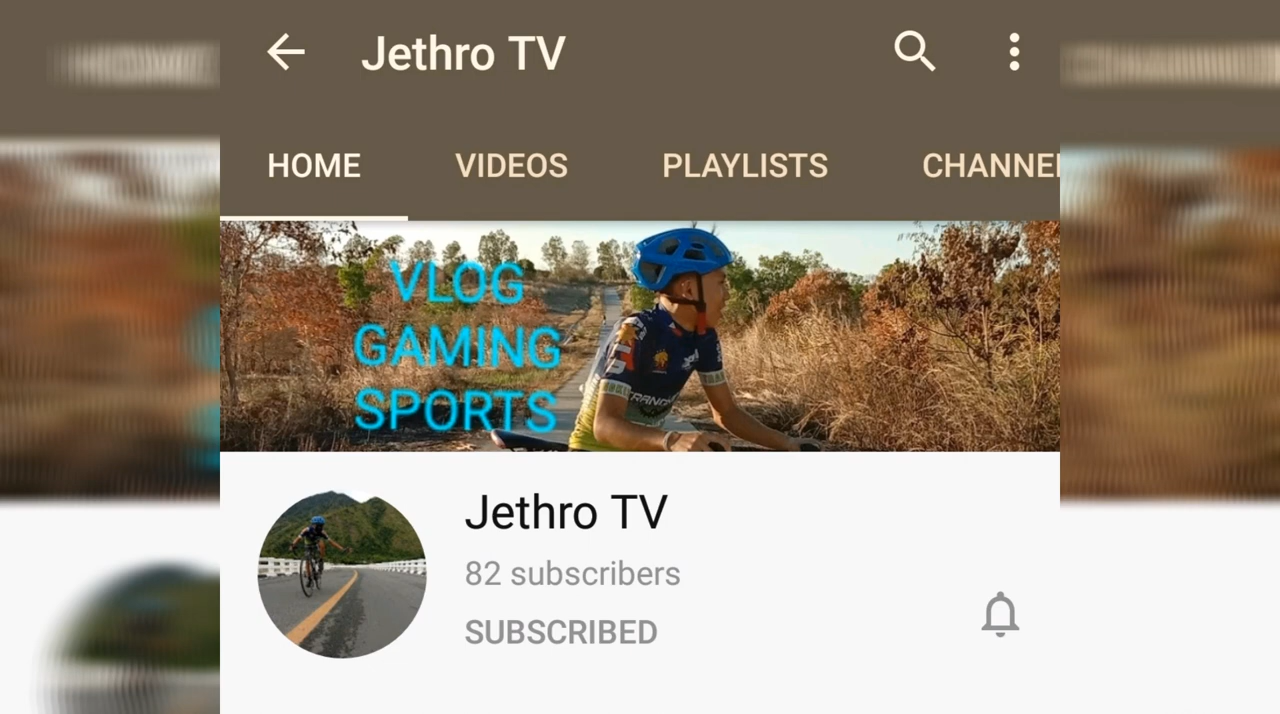 Jethro TV
HOME VIDEOS PLAYLISTS CHANNEL
VLOG
GAMING
SPORTS
Jethro TV
82 subscribers
SUBSCRIBED